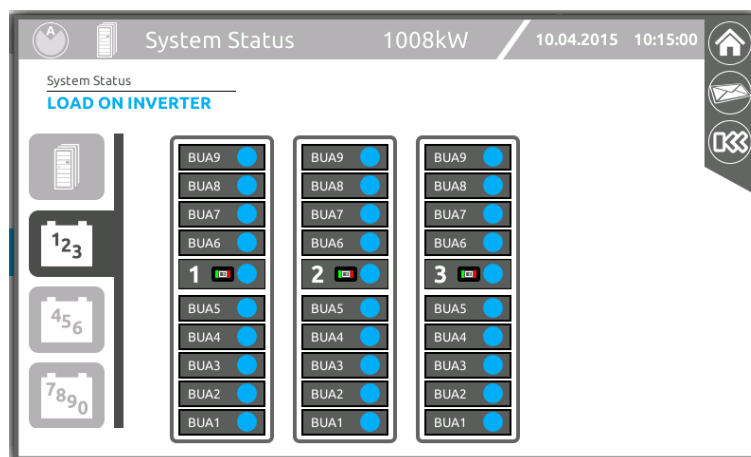 A System Status 1008kW 10.04.2015 10:15:00
System Status
LOAD ON INVERTER
BUA9 BUA9 BUA9
BUA8 BUA8 BUA8
BUA7 BUA7 BUA7
123
BUA6 BUA6 BUA6
1 2 3
BUA5 BUA5 BUA5
456
BUA4 BUA4 BUA4
BUA3 BUA3 BUA3
7890
BUA2 BUA2 BUA2
BUA1 BUA1 BUA1